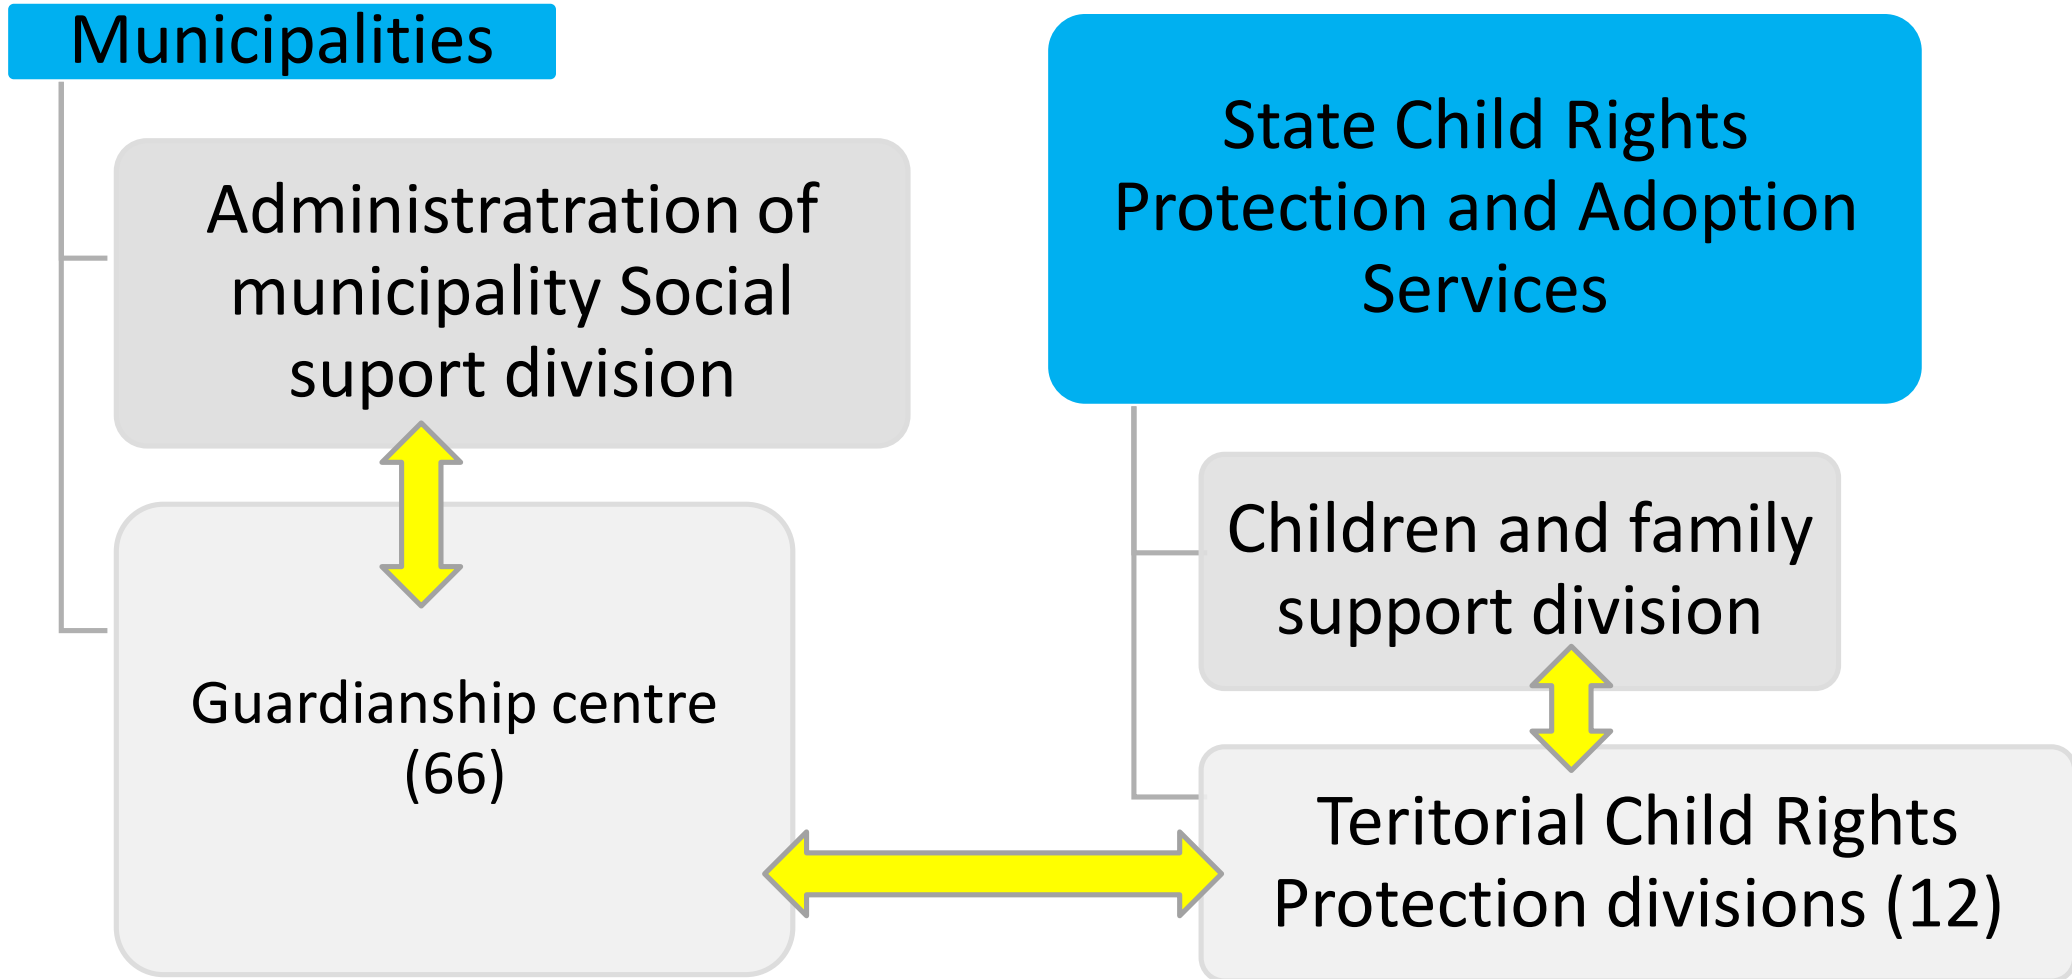 Municipalities
Administratration of
municipality Social
suport division
Guardianship centre
(66)
State Child Rights
Protection and Adoption
Services
Children and family
support division
Teritorial Child Rights
Protection divisions (12)